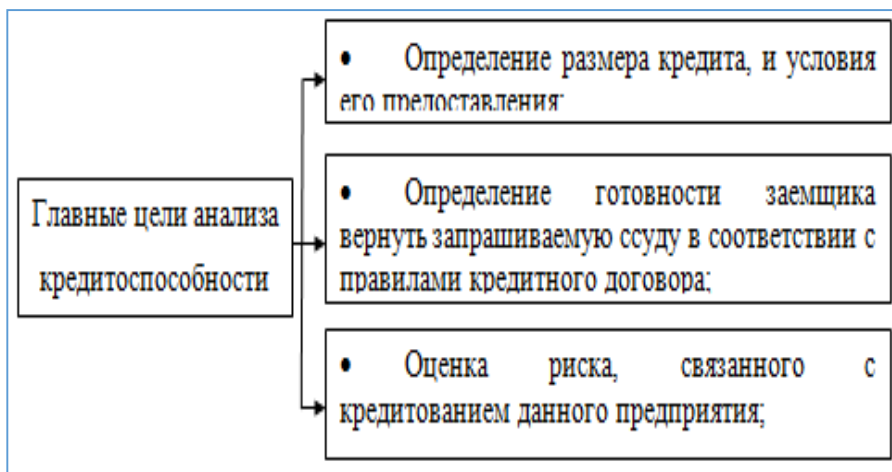 Главные цели анализа
кредитоспособности
• Определение размера кредита, и условия
его предоставления;
• Определение готовности заемщика
вернуть запрашиваемую ссуду в соответствии с
правилами кредитного договора;
• Оценка риска, связанного с
кредитованием данного предприятия;